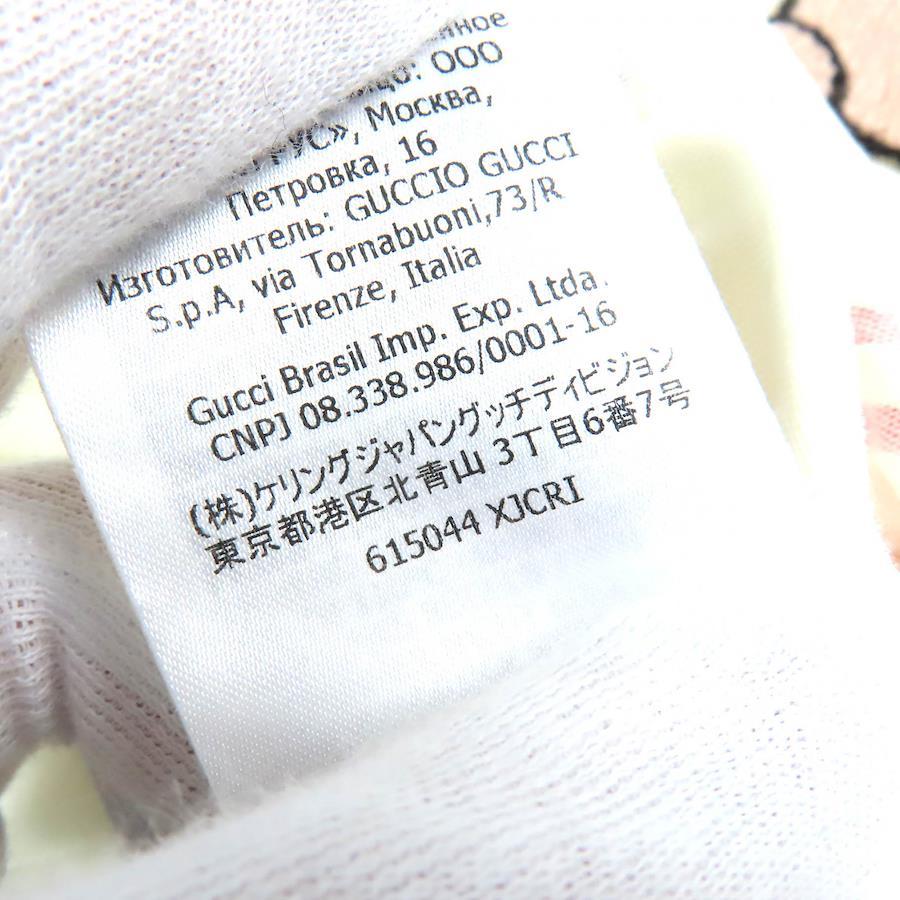 ООО
РУС», Москва,
Петровка, 16
Изготовитель: GUCCIO GUCCI
S.p.A, via Tornabuoni,73/R
Firenze, Italia
Gucci Brasil Imp. Exp. Ltda.
CNPJ 08.338.986/0001-16
(株)ケリングジャパングッチディビジョン
東京都港区北青山 3丁目6番7号
615044 XJCRI